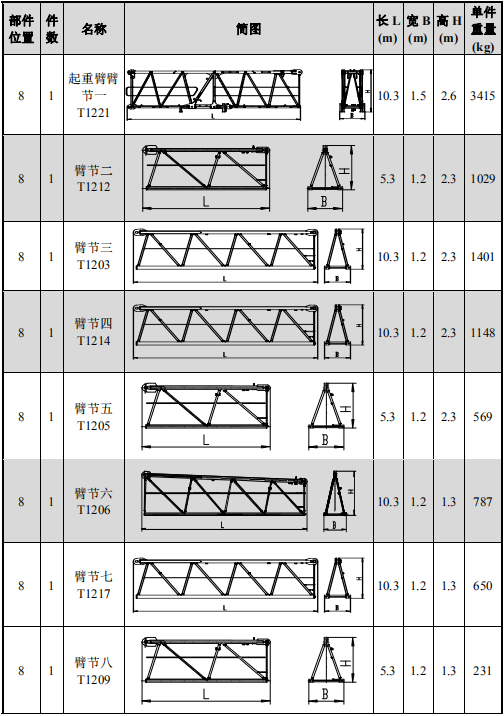 部件位置 件数 名称 简图 长 L (m) 宽 B (m) 高 H (m) 单件重量 (kg)
8 1 起重臂臂节一 T1221 L B H 10.3 1.5 2.6 3415
8 1 臂节二 T1212 L B H 5.3 1.2 2.3 1029
8 1 臂节三 T1203 L B H 10.3 1.2 2.3 1401
8 1 臂节四 T1214 L B H 10.3 1.2 2.3 1148
8 1 臂节五 T1205 L B H 5.3 1.2 2.3 569
8 1 臂节六 T1206 L B H 10.3 1.2 1.3 787
8 1 臂节七 T1217 L B H 10.3 1.2 1.3 650
8 1 臂节八 T1209 L B H 5.3 1.2 1.3 231